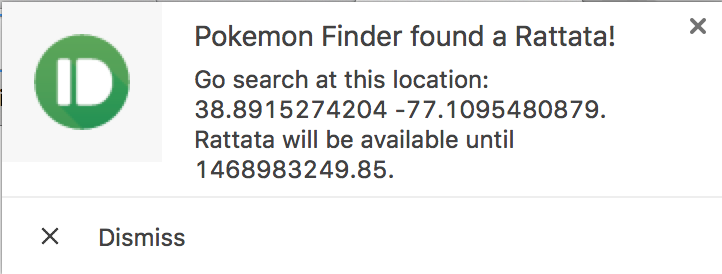 Pokemon Finder found a Rattata!
Go search at this location:
38.8915274204 -77.1095480879.
Rattata will be available until
1468983249.85.
Dismiss